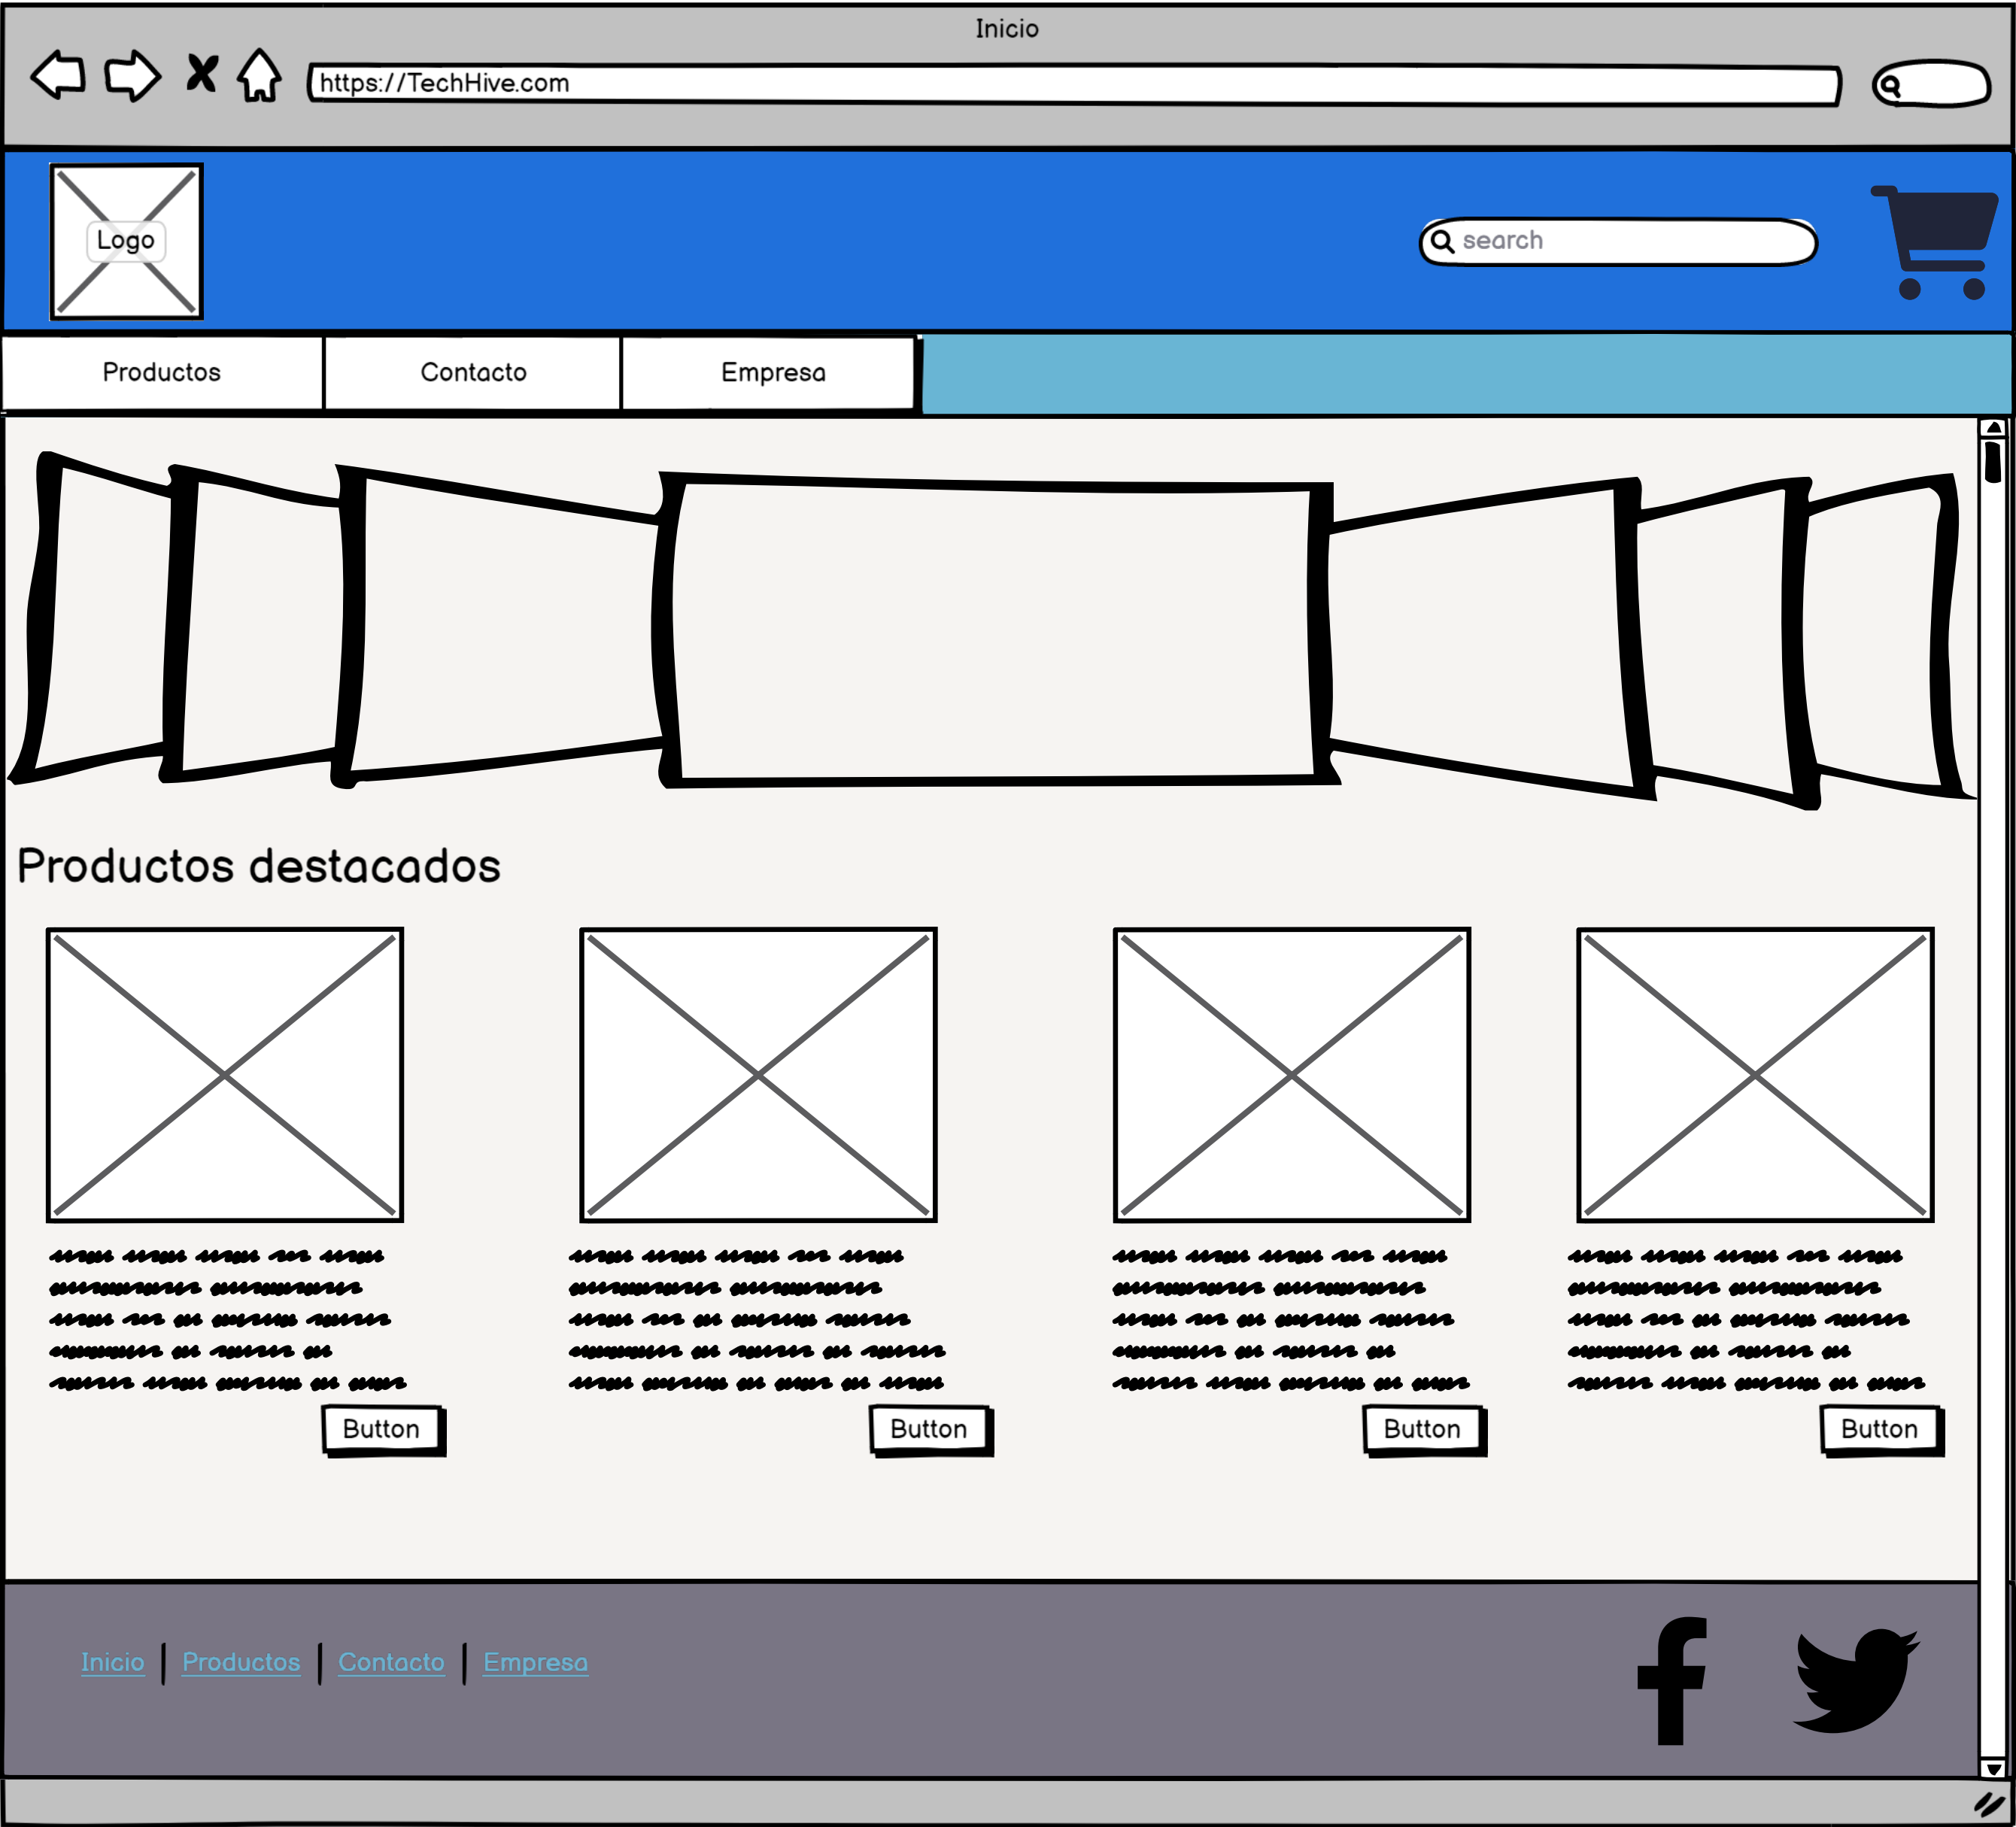 Inicio
https://TechHive.com
Logo
search
Productos Contacto Empresa
Productos destacados
Button Button Button Button
Inicio Productos Contacto Empresa